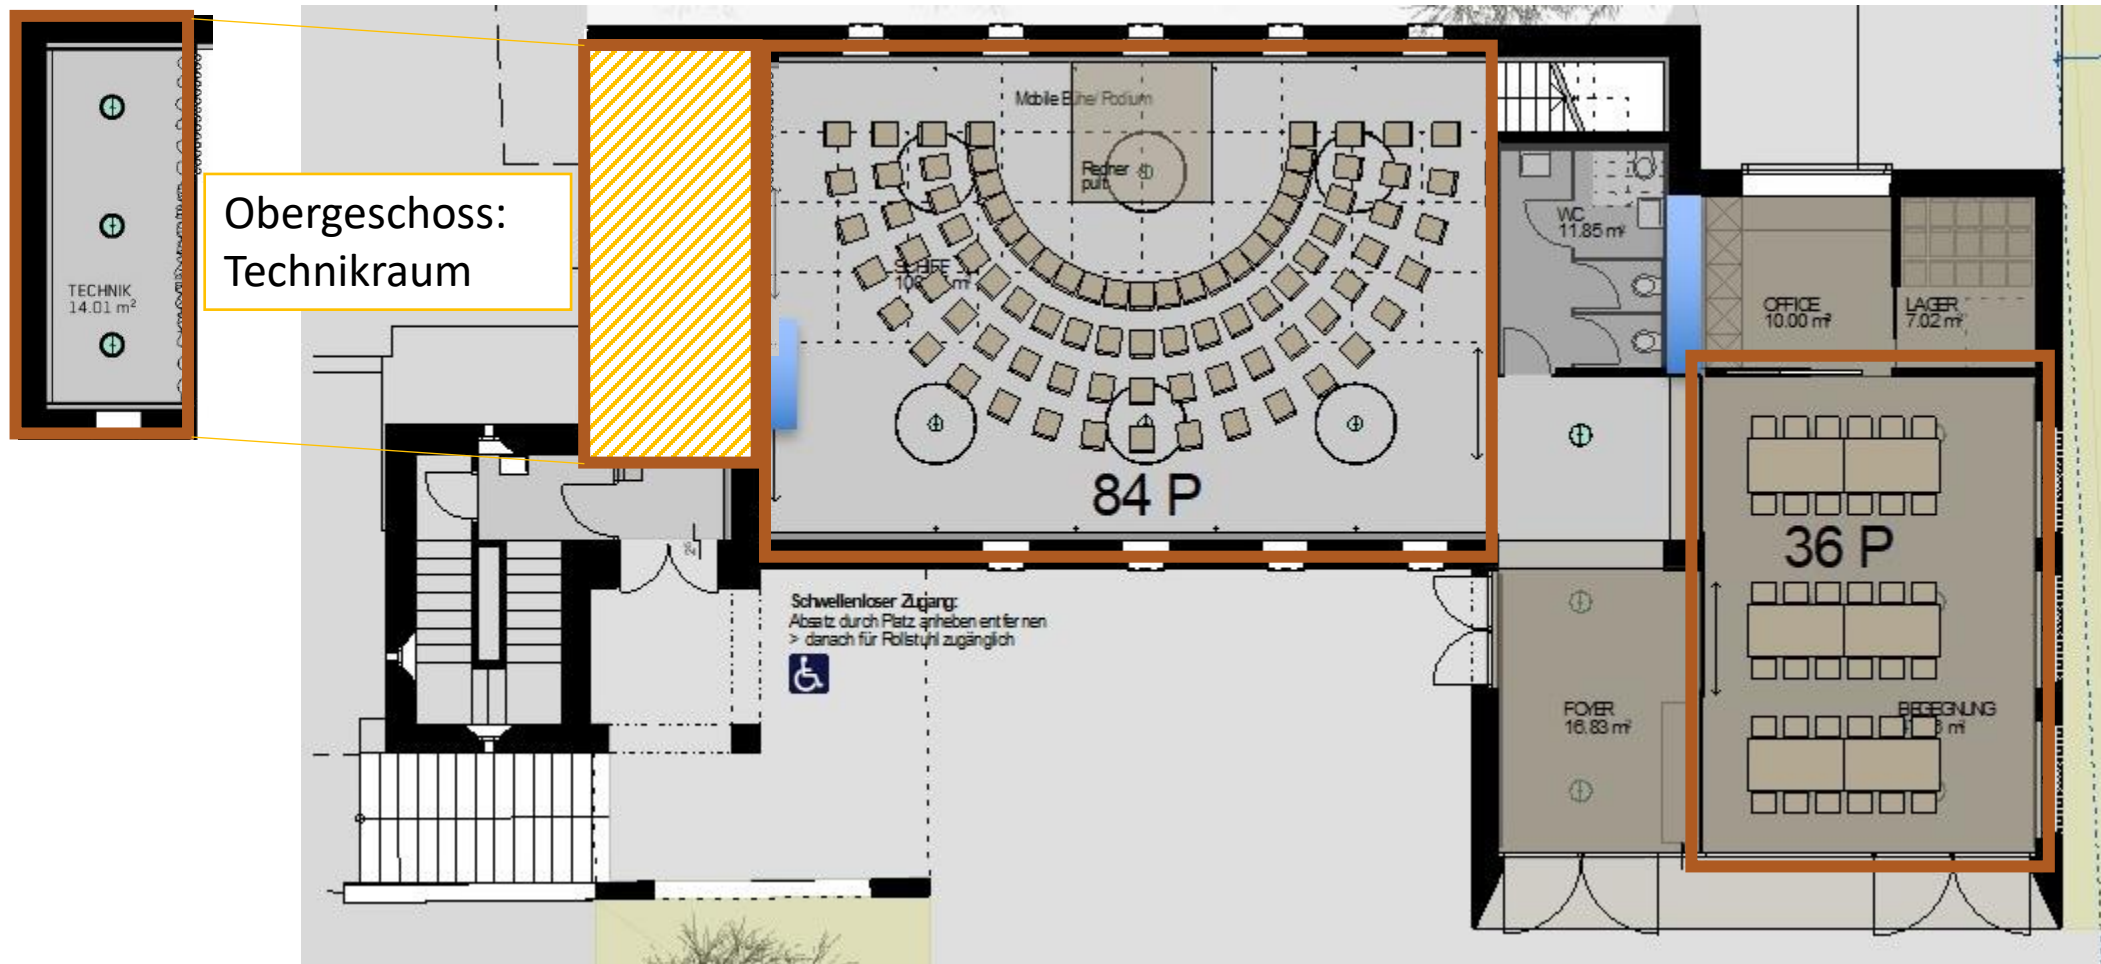 Obergeschoss:
Technikraum
TECHNIK
14.01 m²
Mobile Bühe/ Podium
Redner
pult
WC
11.85 m²
OFFICE
10.00 m²
LAGER
7.02 m²
84 P
36 P
Schwellenloser Zugang:
Absatz durch Platz anheben entfernen
> danach für Rollstuhl zugänglich
FOYER
16.83 m²
BEGEGNUNG
m²